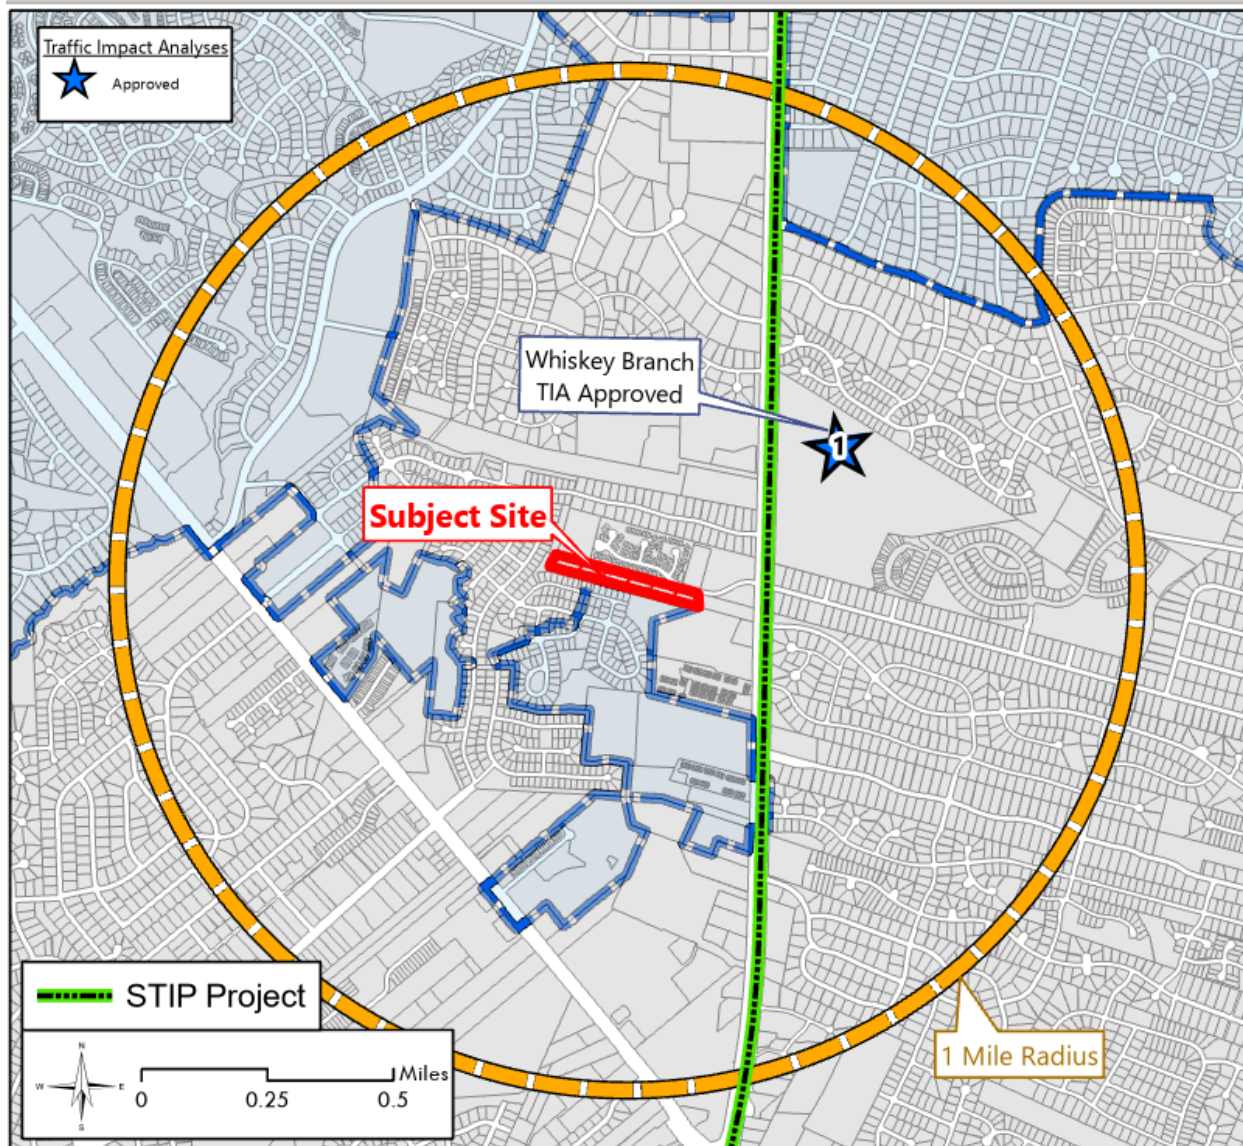 Traffic Impact Analyses
Approved
Whiskey Branch
TIA Approved
1
Subject Site
STIP Project
1 Mile Radius
N
W
E
S
Miles
0
0.25
0.5